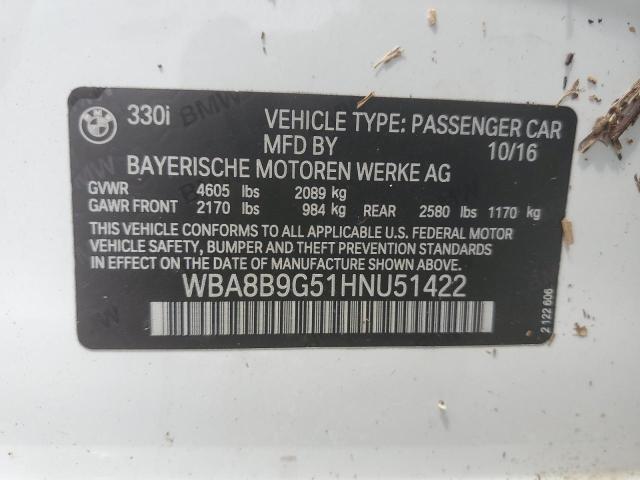 BMW
330i VEHICLE TYPE: PASSENGER CAR
MFD BY 10/16
BAYERISCHE MOTOREN WERKE AG
GVWR 4605 lbs 2089 kg
GAWR FRONT 2170 lbs 984 kg REAR 2580 lbs 1170 kg
THIS VEHICLE CONFORMS TO ALL APPLICABLE U.S. FEDERAL MOTOR
VEHICLE SAFETY, BUMPER AND THEFT PREVENTION STANDARDS
IN EFFECT ON THE DATE OF MANUFACTURE SHOWN ABOVE.
WBA8B9G51HNU51422
2 122 606